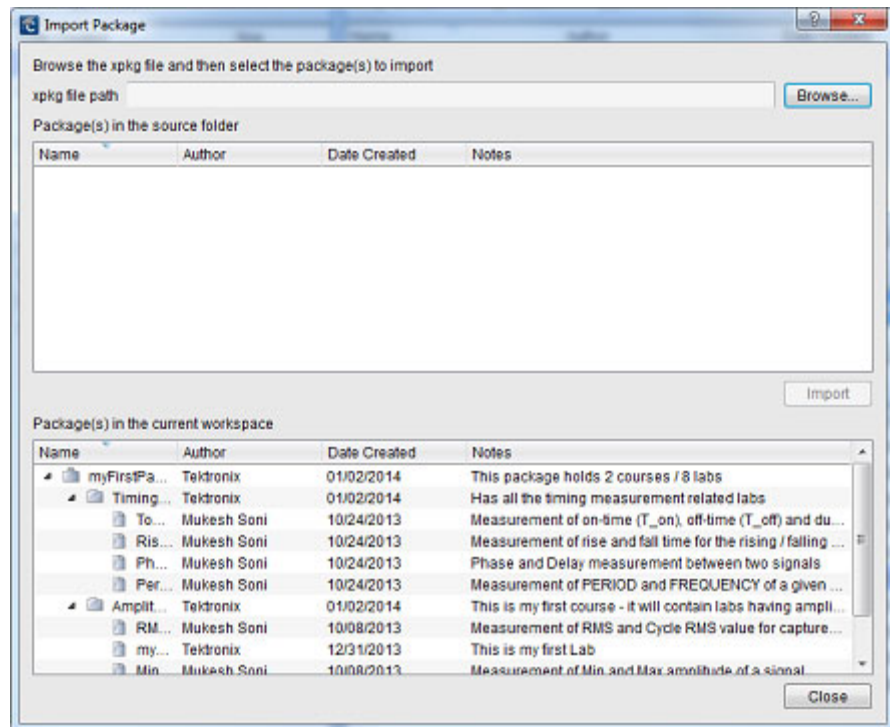 Import Package
Browse the xpkg file and then select the package(s) to import
xpkg file path Browse...
Package(s) in the source folder
Name Author Date Created Notes
Import
Package(s) in the current workspace
Name Author Date Created Notes
myFirstPa... Tektronix 01/02/2014 This package holds 2 courses / 8 labs
Timing... Tektronix 01/02/2014 Has all the timing measurement related labs
To... Mukesh Soni 10/24/2013 Measurement of on-time (T_on), off-time (T_off) and du...
Ris... Mukesh Soni 10/24/2013 Measurement of rise and fall time for the rising / falling ...
Ph... Mukesh Soni 10/24/2013 Phase and Delay measurement between two signals
Per... Mukesh Soni 10/24/2013 Measurement of PERIOD and FREQUENCY of a given ...
Amplit... Tektronix 01/02/2014 This is my first course - it will contain labs having ampli...
RM... Mukesh Soni 10/08/2013 Measurement of RMS and Cycle RMS value for capture...
my... Tektronix 12/31/2013 This is my first Lab
Min... Mukesh Soni 10/08/2013 Measurement of Min and Max amplitude of a signal
Close